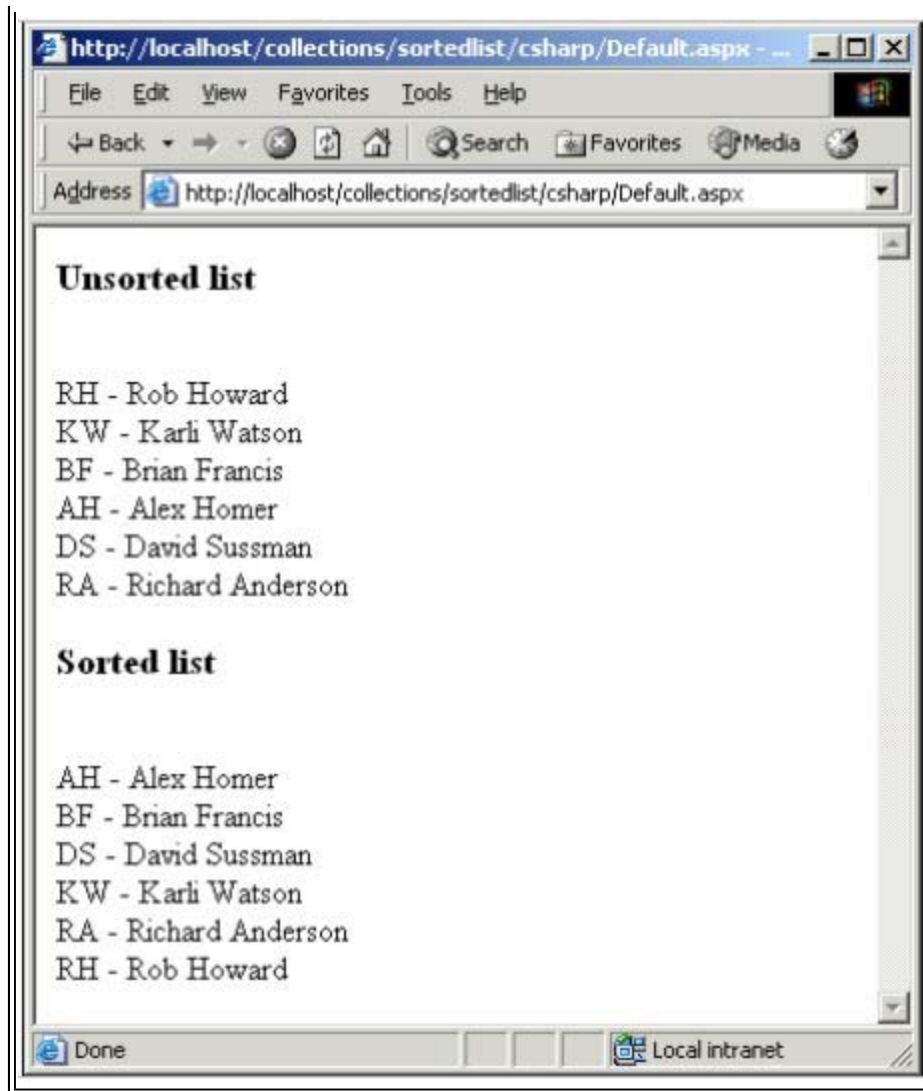 http://localhost/collections/sortedlist/csharp/Default.aspx - ...
File Edit View Favorites Tools Help
Back Search Favorites Media
Address http://localhost/collections/sortedlist/csharp/Default.aspx
Unsorted list
RH - Rob Howard
KW - Karli Watson
BF - Brian Francis
AH - Alex Homer
DS - David Sussman
RA - Richard Anderson
Sorted list
AH - Alex Homer
BF - Brian Francis
DS - David Sussman
KW - Karli Watson
RA - Richard Anderson
RH - Rob Howard
Done Local intranet